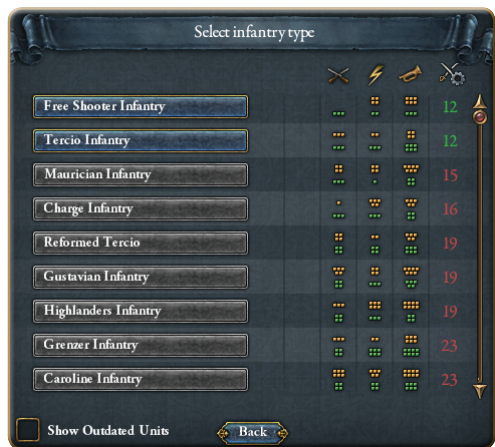 Select infantry type
Free Shooter Infantry 12
Tercio Infantry 12
Maurician Infantry 15
Charge Infantry 16
Reformed Tercio 19
Gustavian Infantry 19
Highlanders Infantry 19
Grenzer Infantry 23
Caroline Infantry 23
Show Outdated Units Back